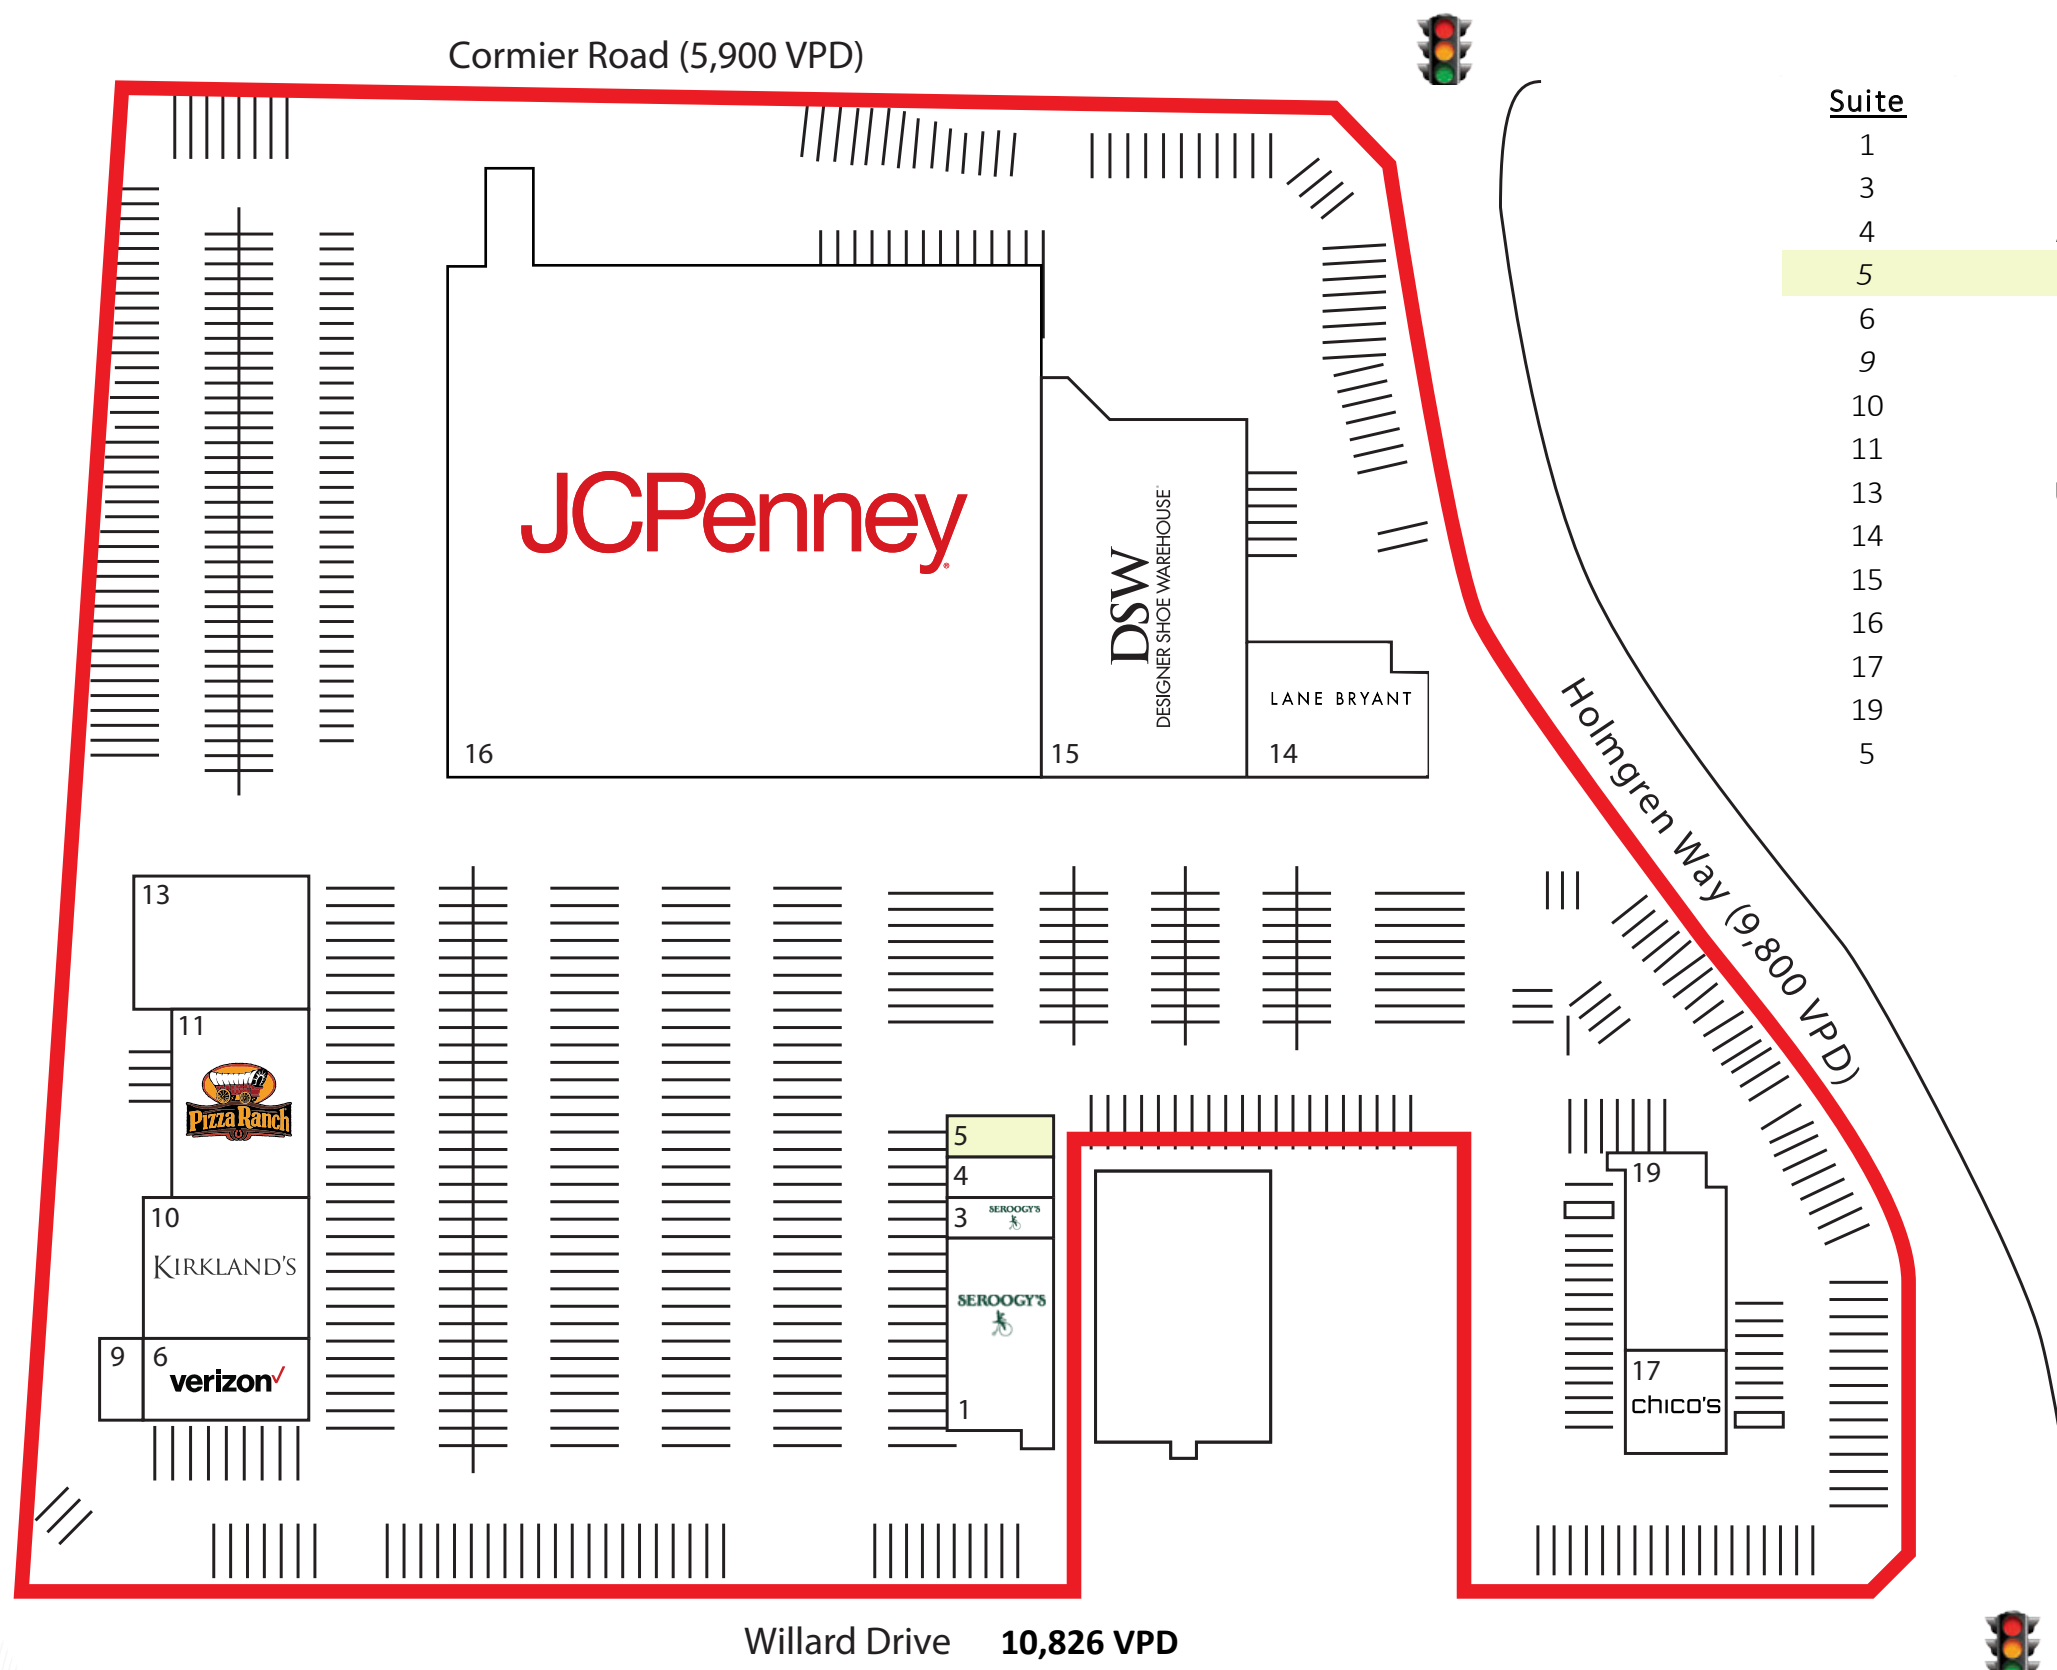 Cormier Road (5,900 VPD)
Suite
1
3
4
5
6
9
10
11
13
14
15
16
17
19
5
JCPenney
16
DSW
DESIGNER SHOE WAREHOUSE
15
LANE BRYANT
14
Holmgren Way (9,800 VPD)
13
11
Pizza Ranch
10
KIRKLAND'S
9
6
verizon
5
4
3
SEROOGY'S
SEROOGY'S
1
19
17
chico's
Willard Drive 10,826 VPD